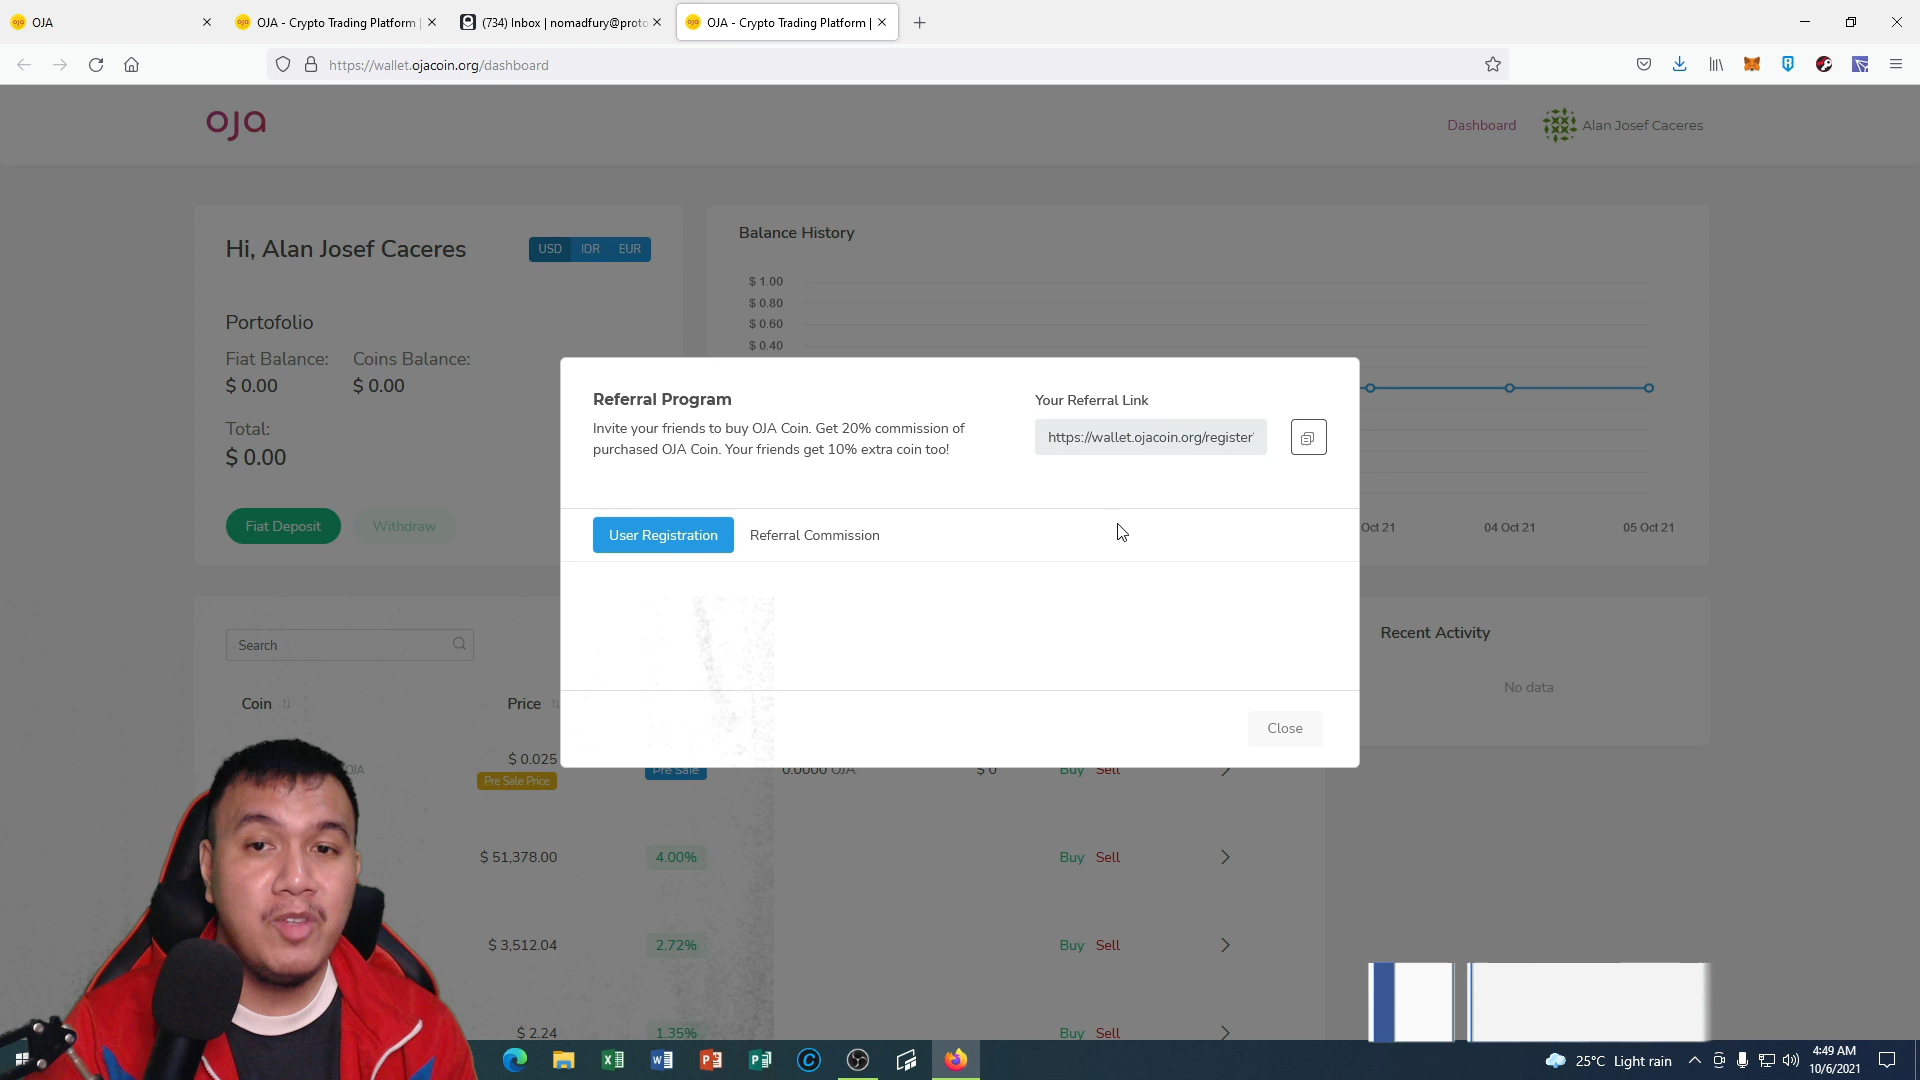 OJA
OJA - Crypto Trading Platform |
(734) Inbox | nomadfury@proto
OJA - Crypto Trading Platform |
https://wallet.ojacoin.org/dashboard
oja
Dashboard
Alan Josef Caceres
Hi, Alan Josef Caceres
USD IDR EUR
Balance History
$ 1.00
$ 0.80
$ 0.60
$ 0.40
Portofolio
Fiat Balance: Coins Balance:
$ 0.00 $ 0.00
Total:
$ 0.00
Fiat Deposit Withdraw
Oct 21 04 Oct 21 05 Oct 21
Referral Program
Invite your friends to buy OJA Coin. Get 20% commission of
purchased OJA Coin. Your friends get 10% extra coin too!
Your Referral Link
https://wallet.ojacoin.org/register
User Registration Referral Commission
Close
Search
Recent Activity
No data
Coin Price
OJA $ 0.025 Pre Sale 0.0000 OJA $ 0 Buy Sell
Pre Sale Price
$ 51,378.00 4.00% Buy Sell
$ 3,512.04 2.72% Buy Sell
$ 2.24 1.35% Buy Sell
25°C Light rain
4:49 AM
10/6/2021